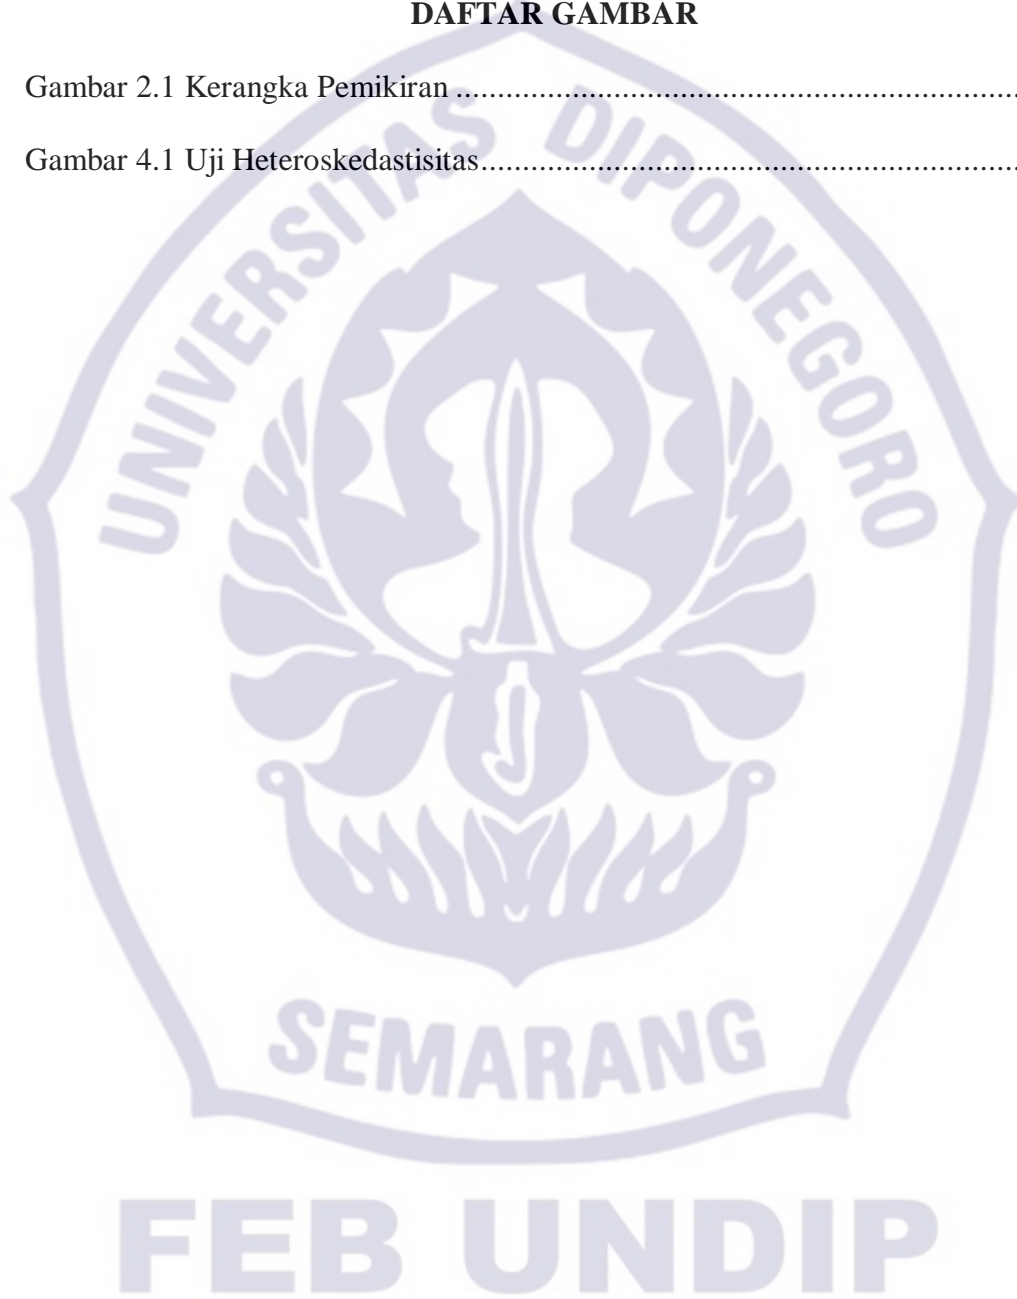 DAFTAR GAMBAR
Gambar 2.1 Kerangka Pemikiran ....................................................................
Gambar 4.1 Uji Heteroskedastisitas.................................................................
UNIVERSITAS DIPONEGORO
SEMARANG
FEB UNDIP